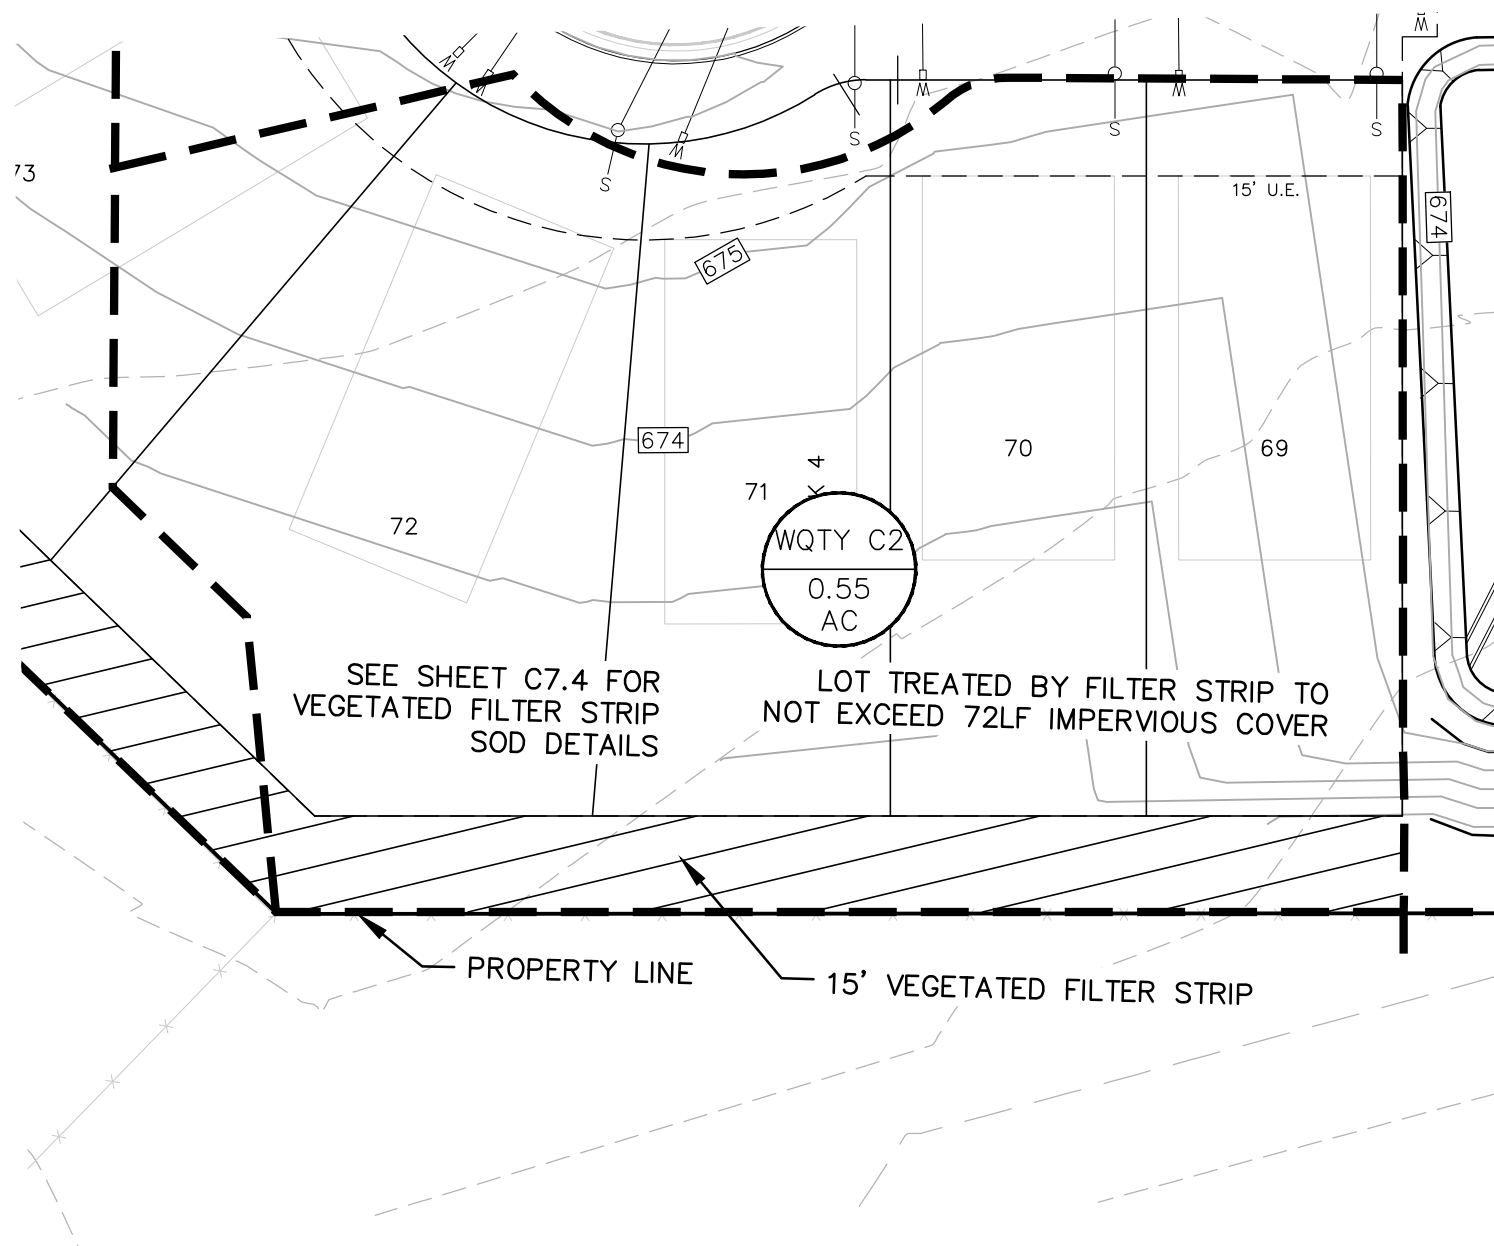 W
W
W
W
W
W
S
S
S
S
73
15' U.E.
674
675
674
70
69
K 4
71
72
WQTY C2
0.55
AC
SEE SHEET C7.4 FOR
VEGETATED FILTER STRIP
SOD DETAILS
LOT TREATED BY FILTER STRIP TO
NOT EXCEED 72LF IMPERVIOUS COVER
PROPERTY LINE
15' VEGETATED FILTER STRIP